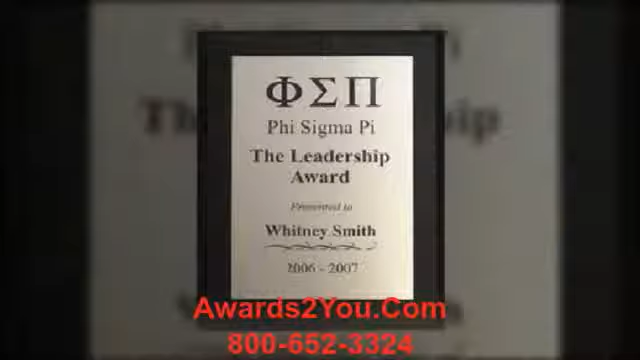 ΦΣΠ
Phi Sigma Pi
The Leadership
Award
Presented to
Whitney Smith
2006 - 2007
Awards2You.Com
800-652-3324